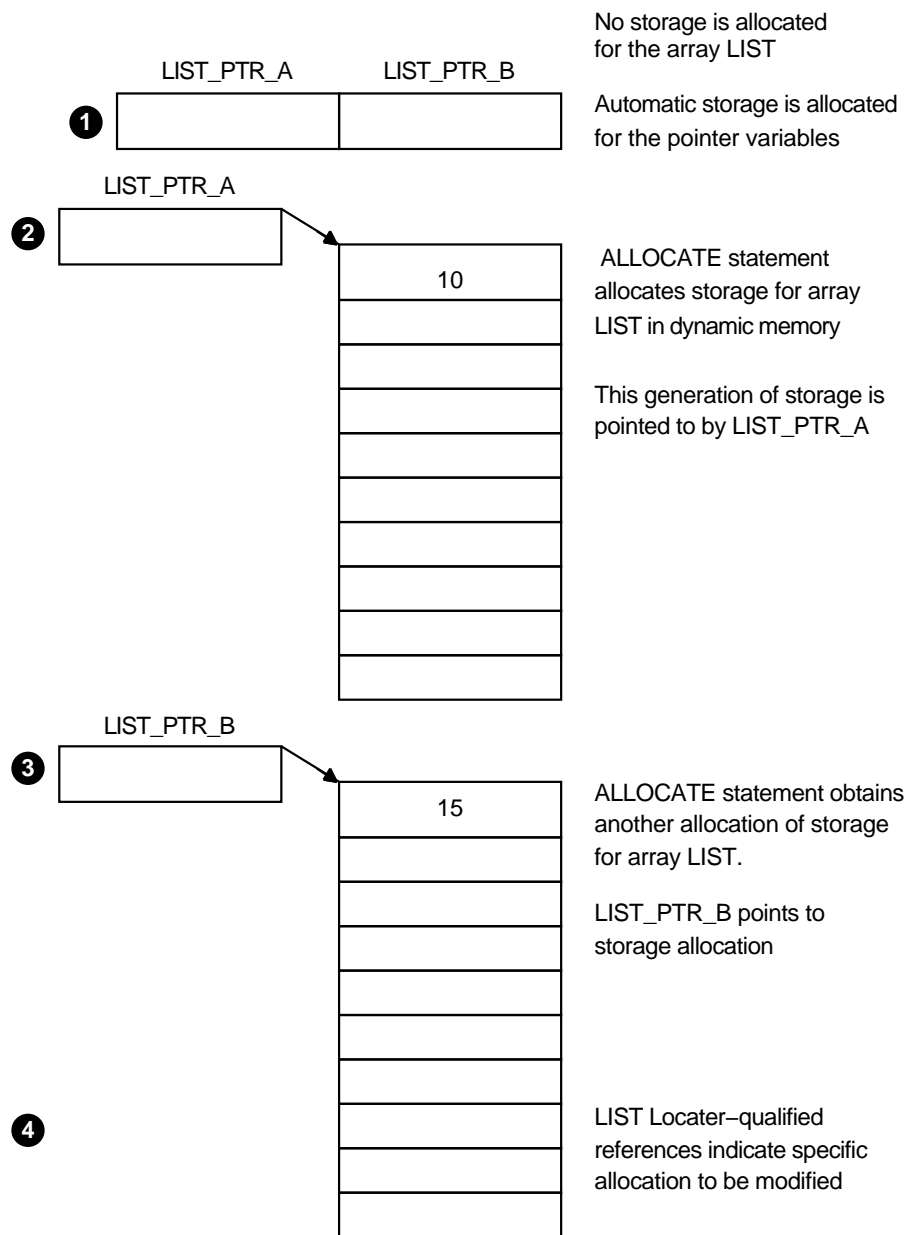 No storage is allocated
for the array LIST
LIST_PTR_A
LIST_PTR_B
1
Automatic storage is allocated
for the pointer variables
LIST_PTR_A
2
10
ALLOCATE statement
allocates storage for array
LIST in dynamic memory
This generation of storage is
pointed to by LIST_PTR_A
LIST_PTR_B
3
15
ALLOCATE statement obtains
another allocation of storage
for array LIST.
LIST_PTR_B points to
storage allocation
4
LIST Locater−qualified
references indicate specific
allocation to be modified